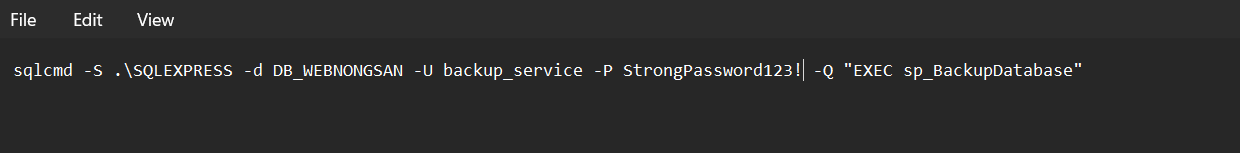 File Edit View
sqlcmd -S .\SQLEXPRESS -d DB_WEBNONGSAN -U backup_service -P StrongPassword123! -Q "EXEC sp_BackupDatabase"